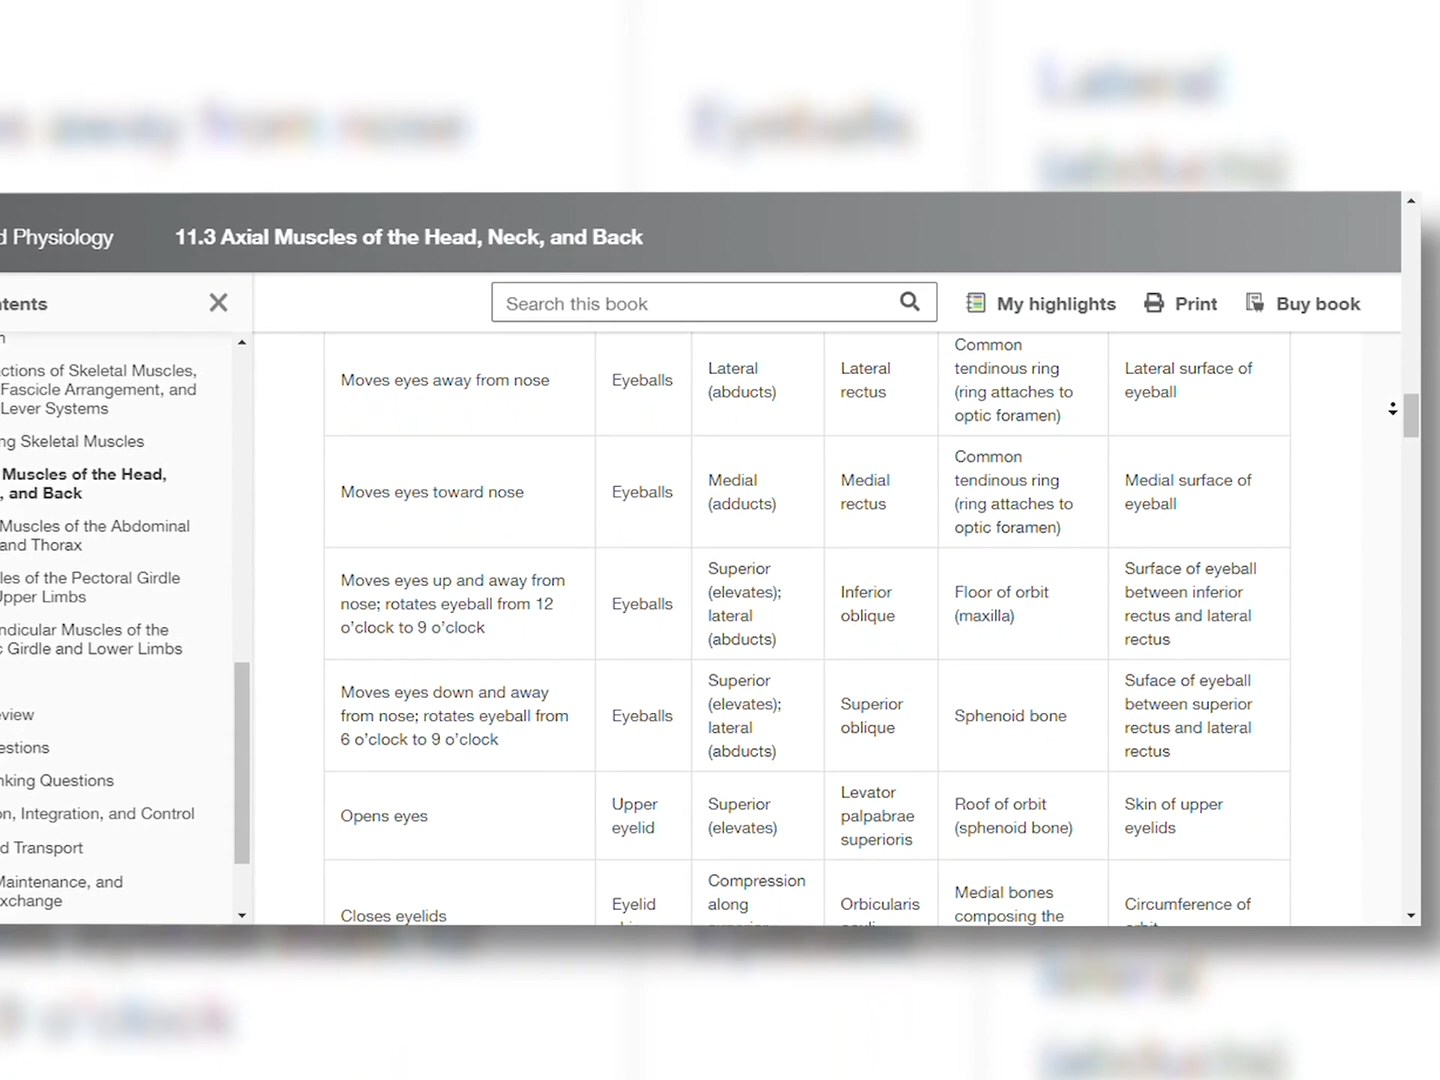 away from nose
Eyeballs
Lateral
(abducts)
d Physiology
11.3 Axial Muscles of the Head, Neck, and Back
Search this book
My highlights
Print
Buy book
ctions of Skeletal Muscles,
Fascicle Arrangement, and
Lever Systems
ng Skeletal Muscles
Muscles of the Head,
, and Back
Muscles of the Abdominal
and Thorax
les of the Pectoral Girdle
Upper Limbs
ndicular Muscles of the
c Girdle and Lower Limbs
view
estions
nking Questions
on, Integration, and Control
d Transport
Maintenance, and
xchange
Moves eyes away from nose
Eyeballs
Lateral
(abducts)
Lateral
rectus
Common
tendinous ring
(ring attaches to
optic foramen)
Lateral surface of
eyeball
Moves eyes toward nose
Eyeballs
Medial
(adducts)
Medial
rectus
Common
tendinous ring
(ring attaches to
optic foramen)
Medial surface of
eyeball
Moves eyes up and away from
nose; rotates eyeball from 12
o’clock to 9 o’clock
Eyeballs
Superior
(elevates);
lateral
(abducts)
Inferior
oblique
Floor of orbit
(maxilla)
Surface of eyeball
between inferior
rectus and lateral
rectus
Moves eyes down and away
from nose; rotates eyeball from
6 o’clock to 9 o’clock
Eyeballs
Superior
(elevates);
lateral
(abducts)
Superior
oblique
Sphenoid bone
Suface of eyeball
between superior
rectus and lateral
rectus
Opens eyes
Upper
eyelid
Superior
(elevates)
Levator
palpabrae
superioris
Roof of orbit
(sphenoid bone)
Skin of upper
eyelids
Closes eyelids
Eyelid
Compression
along
Orbicularis
Medial bones
composing the
Circumference of
9 o’clock
lateral
(abducts)